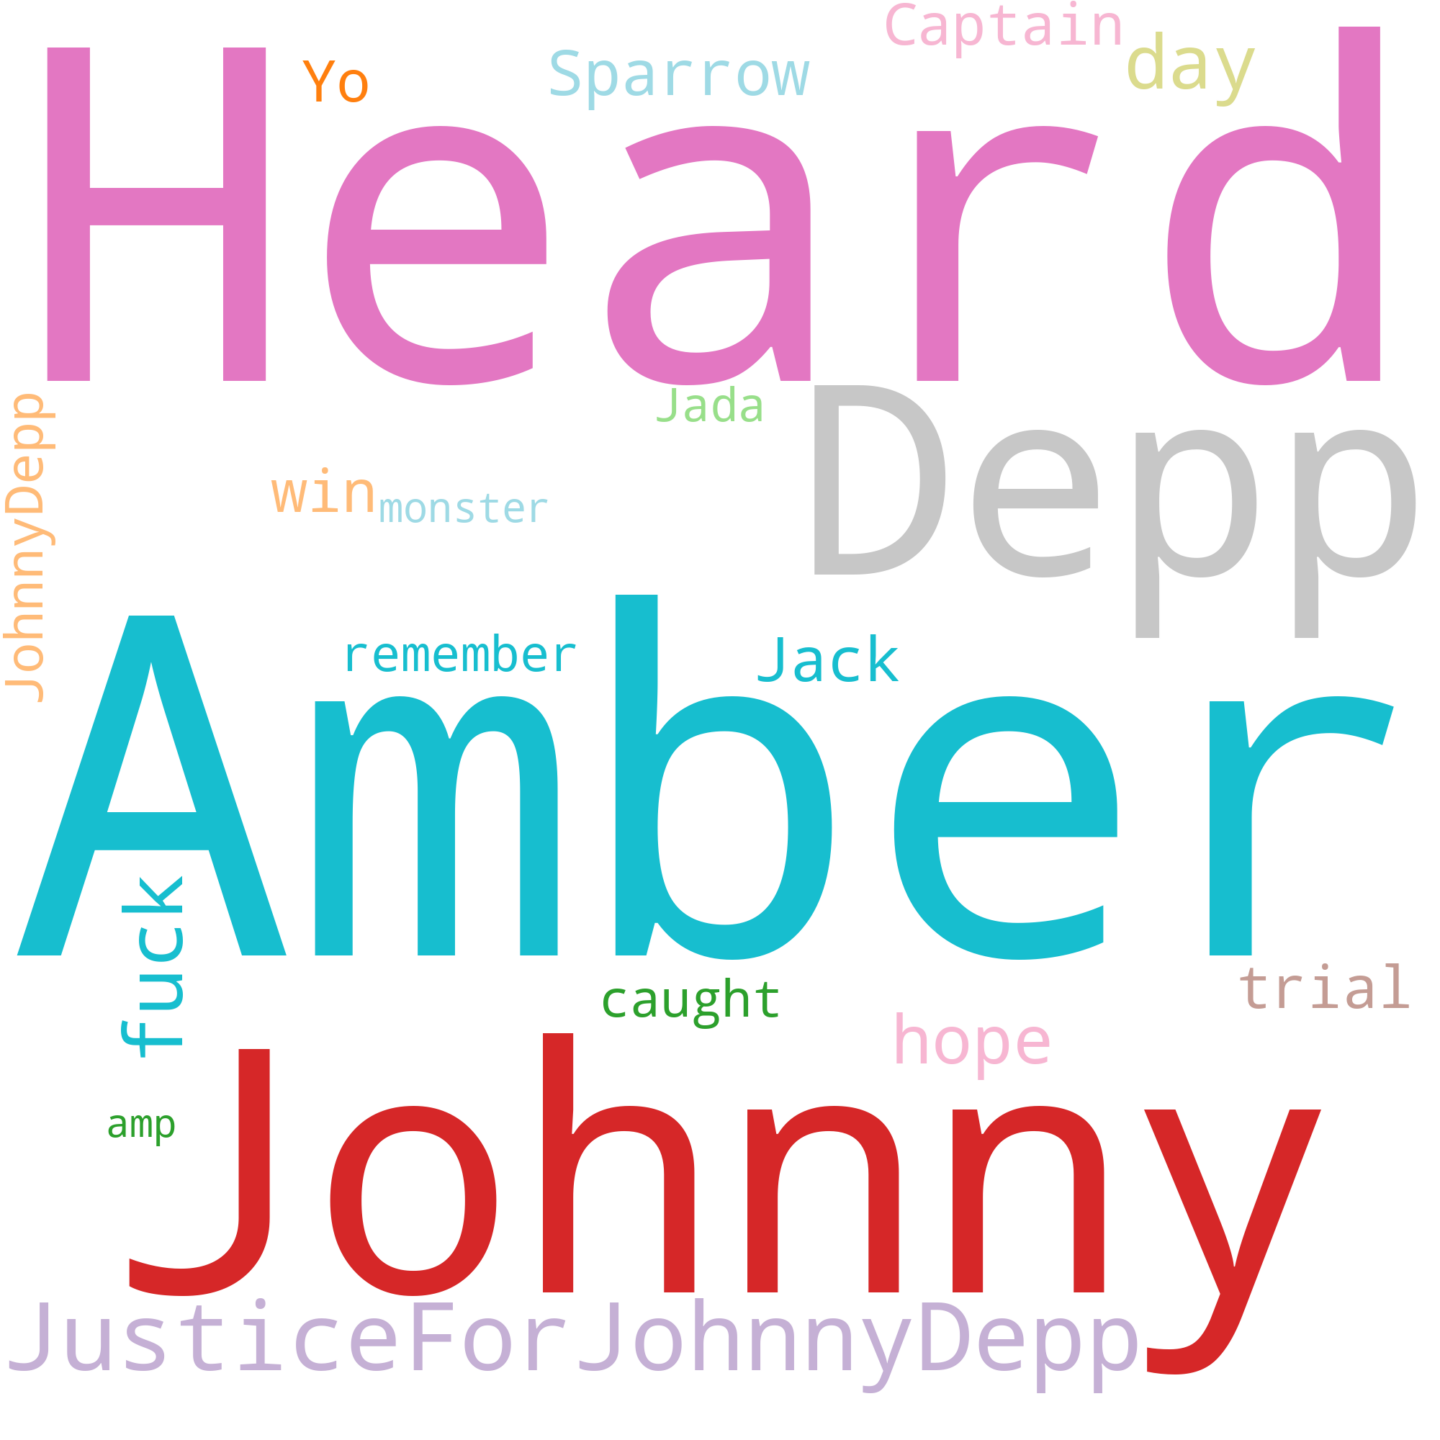 Captain
Yo
Sparrow
day
Heard
Jada
Depp
JohnnyDepp
win
monster
remember
Jack
Amber
fuck
caught
trial
hope
amp
Johnny
JusticeForJohnnyDepp